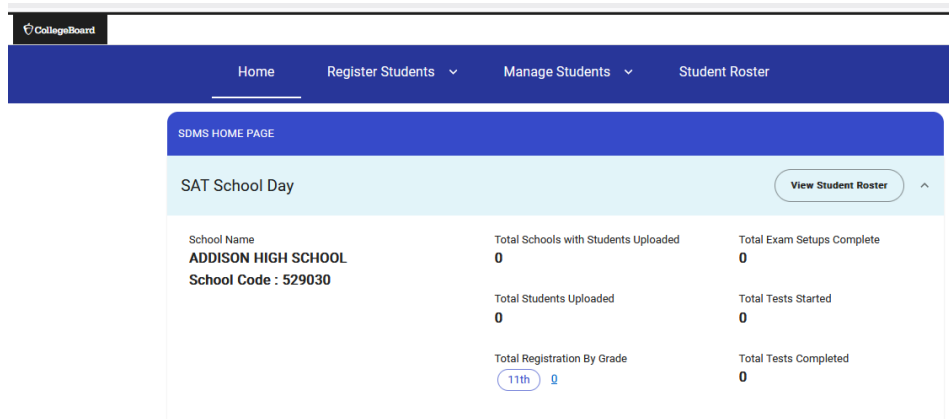 CollegeBoard
Home Register Students Manage Students Student Roster
SDMS HOME PAGE
SAT School Day View Student Roster
School Name
ADDISON HIGH SCHOOL
School Code : 529030
Total Schools with Students Uploaded
0
Total Students Uploaded
0
Total Registration By Grade
11th 0
Total Exam Setups Complete
0
Total Tests Started
0
Total Tests Completed
0